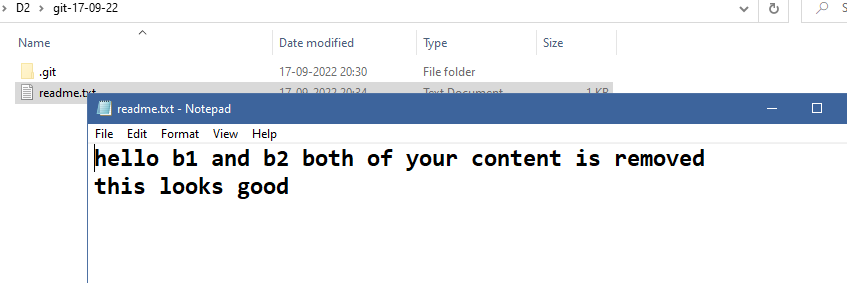 D2 > git-17-09-22
Name Date modified Type Size
.git 17-09-2022 20:30 File folder
readme.txt 17-09-2022 20:34 Text Document 1 KB
readme.txt - Notepad
File Edit Format View Help
hello b1 and b2 both of your content is removed
this looks good